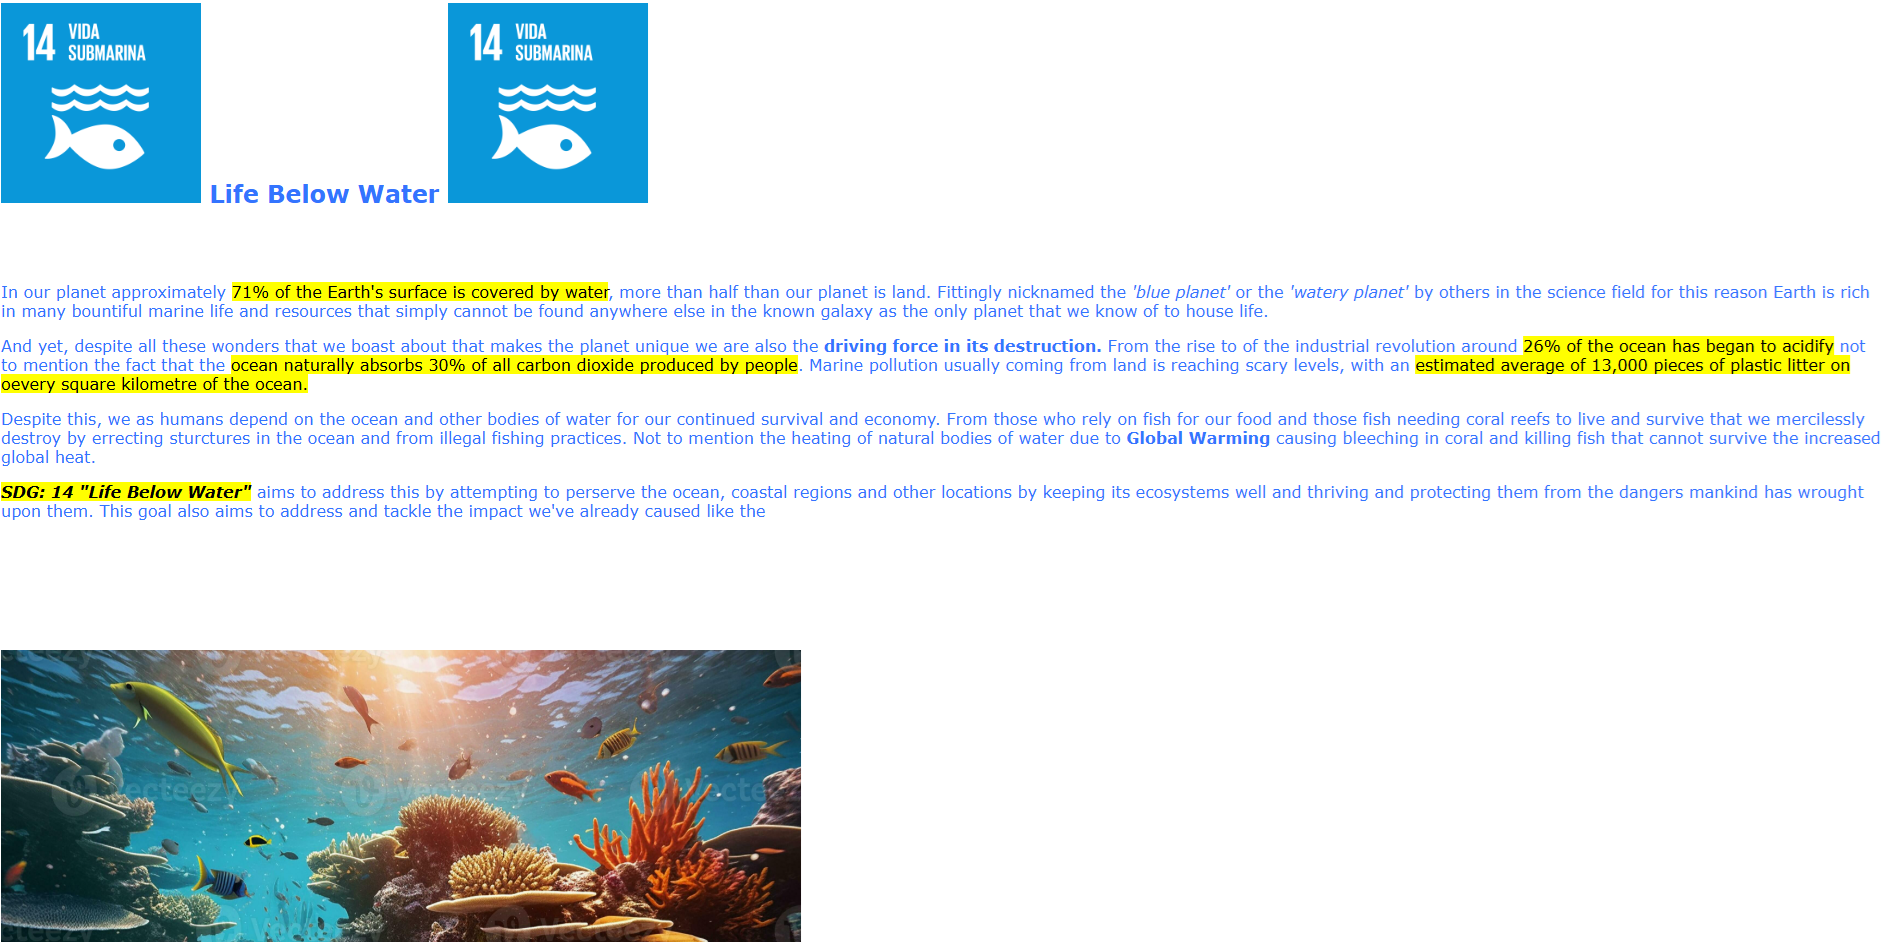 14 VIDA
SUBMARINA
14 VIDA
SUBMARINA
Life Below Water
In our planet approximately 71% of the Earth's surface is covered by water, more than half than our planet is land. Fittingly nicknamed the 'blue planet' or the 'watery planet' by others in the science field for this reason Earth is rich
in many bountiful marine life and resources that simply cannot be found anywhere else in the known galaxy as the only planet that we know of to house life.
And yet, despite all these wonders that we boast about that makes the planet unique we are also the driving force in its destruction. From the rise to of the industrial revolution around 26% of the ocean has began to acidify not
to mention the fact that the ocean naturally absorbs 30% of all carbon dioxide produced by people. Marine pollution usually coming from land is reaching scary levels, with an estimated average of 13,000 pieces of plastic litter on
oevery square kilometre of the ocean.
Despite this, we as humans depend on the ocean and other bodies of water for our continued survival and economy. From those who rely on fish for our food and those fish needing coral reefs to live and survive that we mercilessly
destroy by errecting sturctures in the ocean and from illegal fishing practices. Not to mention the heating of natural bodies of water due to Global Warming causing bleeching in coral and killing fish that cannot survive the increased
global heat.
SDG: 14 "Life Below Water" aims to address this by attempting to perserve the ocean, coastal regions and other locations by keeping its ecosystems well and thriving and protecting them from the dangers mankind has wrought
upon them. This goal also aims to address and tackle the impact we've already caused like the
Vecteezy